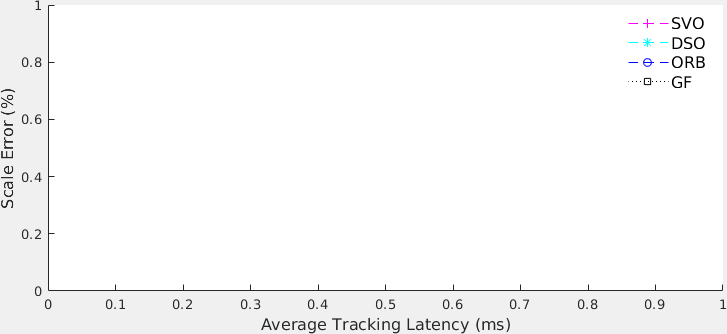 1
0.8
0.6
0.4
0.2
0
Scale Error (%)
SVO
DSO
ORB
GF
0 0.1 0.2 0.3 0.4 0.5 0.6 0.7 0.8 0.9 1
Average Tracking Latency (ms)